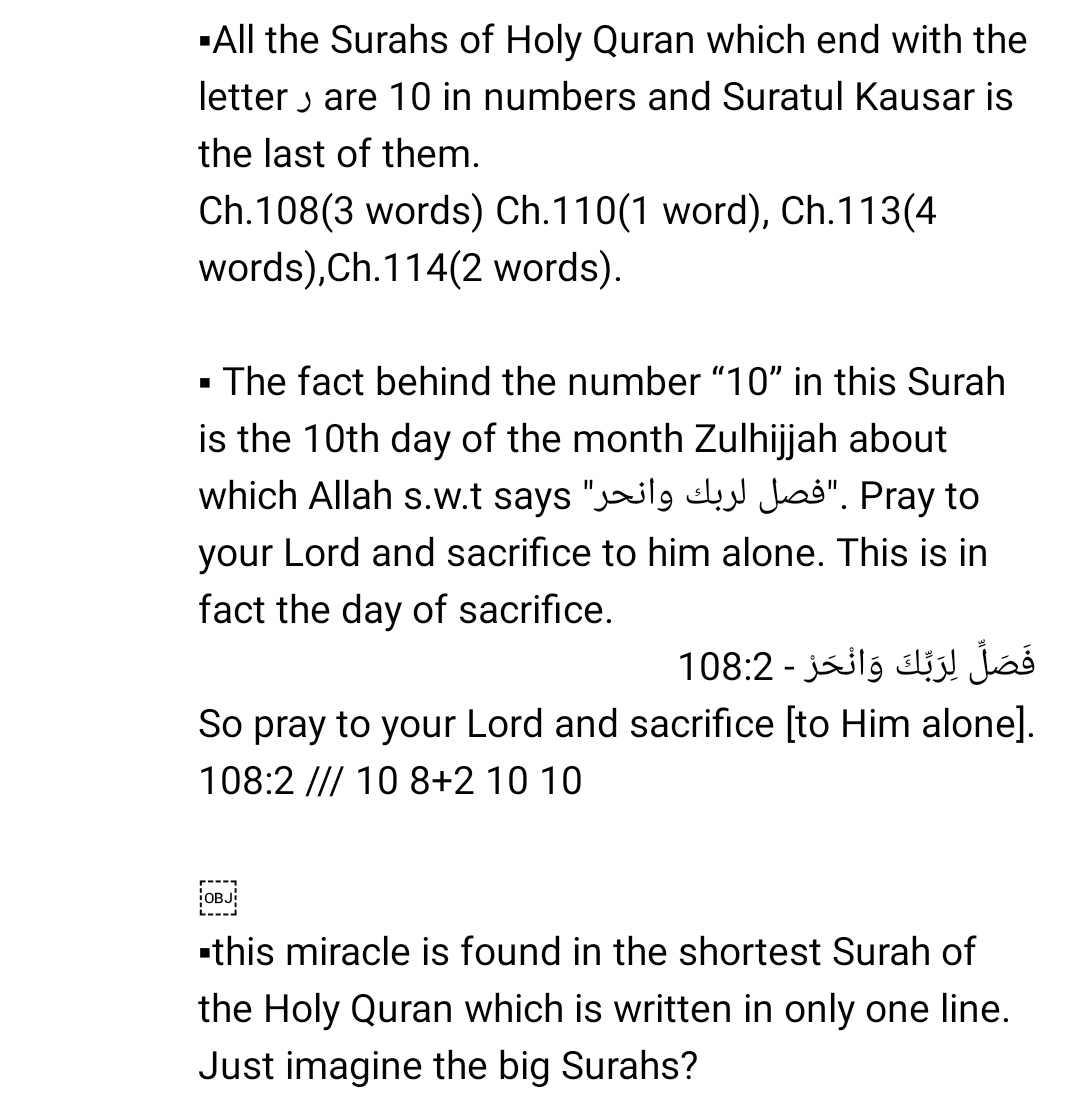 ▪All the Surahs of Holy Quran which end with the
letter ر are 10 in numbers and Suratul Kausar is
the last of them.
Ch.108(3 words) Ch.110(1 word), Ch.113(4
words),Ch.114(2 words).
▪ The fact behind the number “10” in this Surah
is the 10th day of the month Zulhijjah about
which Allah s.w.t says "فصل لربك وانحر". Pray to
your Lord and sacrifice to him alone. This is in
fact the day of sacrifice.
فَصَلِّ لِرَبِّكَ وَانْحَرْ - 108:2
So pray to your Lord and sacrifice [to Him alone].
108:2 /// 10 8+2 10 10
OBJ
▪this miracle is found in the shortest Surah of
the Holy Quran which is written in only one line.
Just imagine the big Surahs?